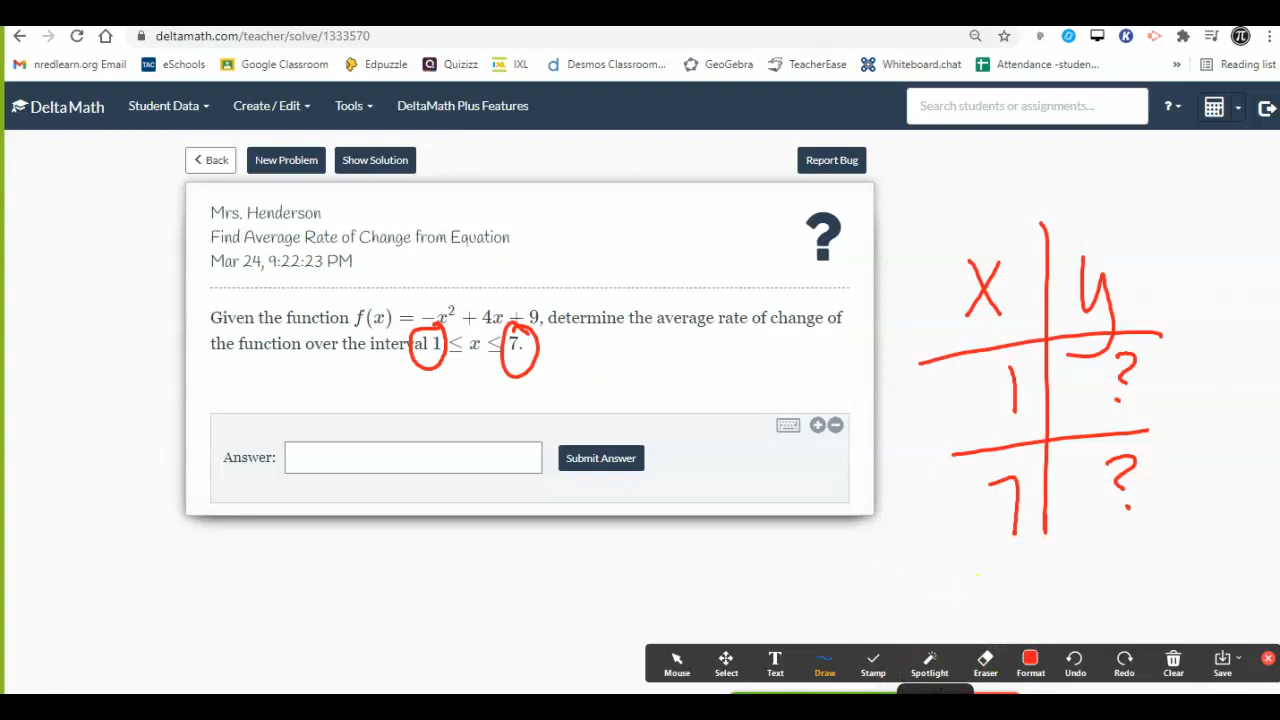 deltamath.com/teacher/solve/1333570
nredlearn.org Email
TAC eSchools
Google Classroom
Edpuzzle
Quizizz
IXL IXL
d Desmos Classroom...
GeoGebra
TeacherEase
Whiteboard.chat
Attendance -studen...
»
Reading list
DeltaMath
Student Data
Create / Edit
Tools
DeltaMath Plus Features
Search students or assignments...
?
< Back
New Problem
Show Solution
Report Bug
Mrs. Henderson
Find Average Rate of Change from Equation
Mar 24, 9:22:23 PM
?
Given the function f(x) = −x² + 4x + 9, determine the average rate of change of
the function over the interval 1 ≤ x ≤ 7.
Answer:
Submit Answer
x y
1 ?
7 ?
Mouse
Select
T Text
Draw
Stamp
Spotlight
Eraser
Format
Undo
Redo
Clear
Save